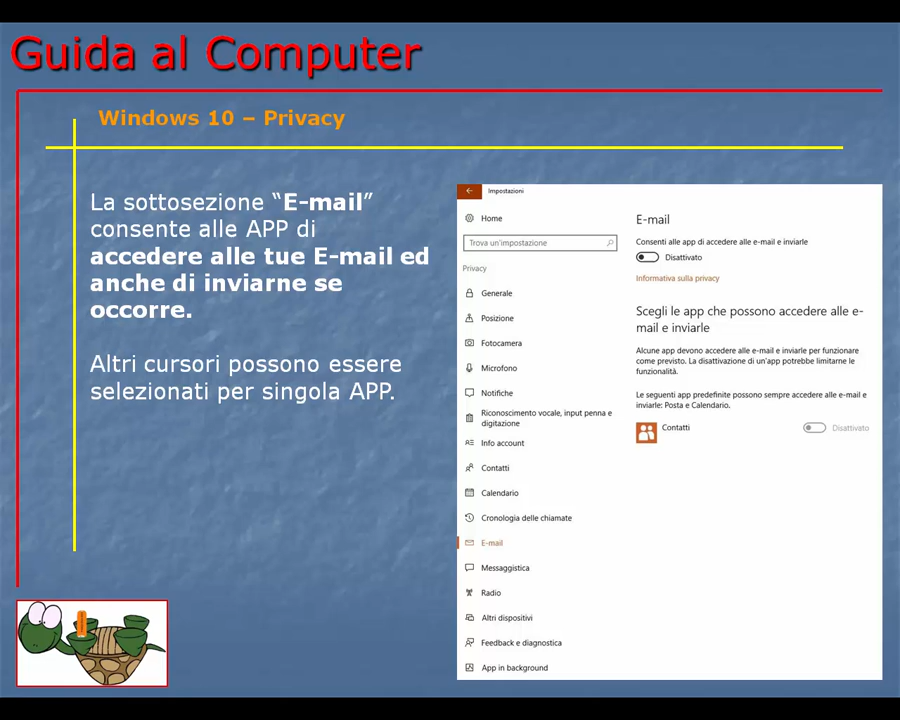 Guida al Computer
Windows 10 – Privacy
La sottosezione “E-mail”
consente alle APP di
accedere alle tue E-mail ed
anche di inviarne se
occorre.
Altri cursori possono essere
selezionati per singola APP.
Impostazioni
Home
Trova un'impostazione
Privacy
Generale
Posizione
Fotocamera
Microfono
Notifiche
Riconoscimento vocale, input penna e
digitazione
Info account
Contatti
Calendario
Cronologia delle chiamate
E-mail
Messaggistica
Radio
Altri dispositivi
Feedback e diagnostica
App in background
E-mail
Consenti alle app di accedere alle e-mail e inviarle
Disattivato
Informativa sulla privacy
Scegli le app che possono accedere alle e-
mail e inviarle
Alcune app devono accedere alle e-mail e inviarle per funzionare
come previsto. La disattivazione di un'app potrebbe limitarne le
funzionalità.
Le seguenti app predefinite possono sempre accedere alle e-mail e
inviarle: Posta e Calendario.
Contatti
Disattivato